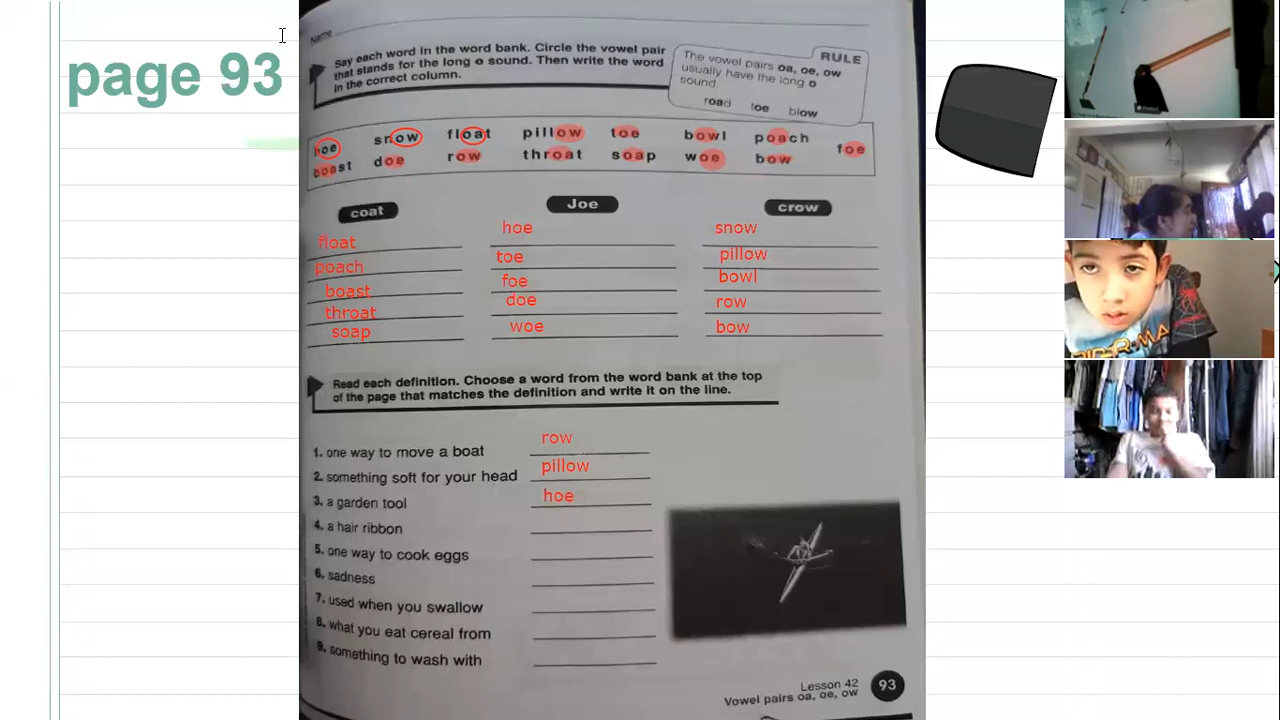 page 93
Name
Say each word in the word bank. Circle the vowel pair
that stands for the long o sound. Then write the word
in the correct column.
RULE
The vowel pairs oa, oe, ow
usually have the long o
sound.
road toe blow
hoe snow float pillow toe bowl poach foe
boast doe row throat soap woe bow
coat Joe crow
float hoe snow
poach toe pillow
boast foe bowl
throat doe row
soap woe bow
Read each definition. Choose a word from the word bank at the top
of the page that matches the definition and write it on the line.
1. one way to move a boat row
2. something soft for your head pillow
3. a garden tool hoe
4. a hair ribbon
5. one way to cook eggs
6. sadness
7. used when you swallow
8. what you eat cereal from
9. something to wash with
Lesson 42
Vowel pairs oa, oe, ow
93